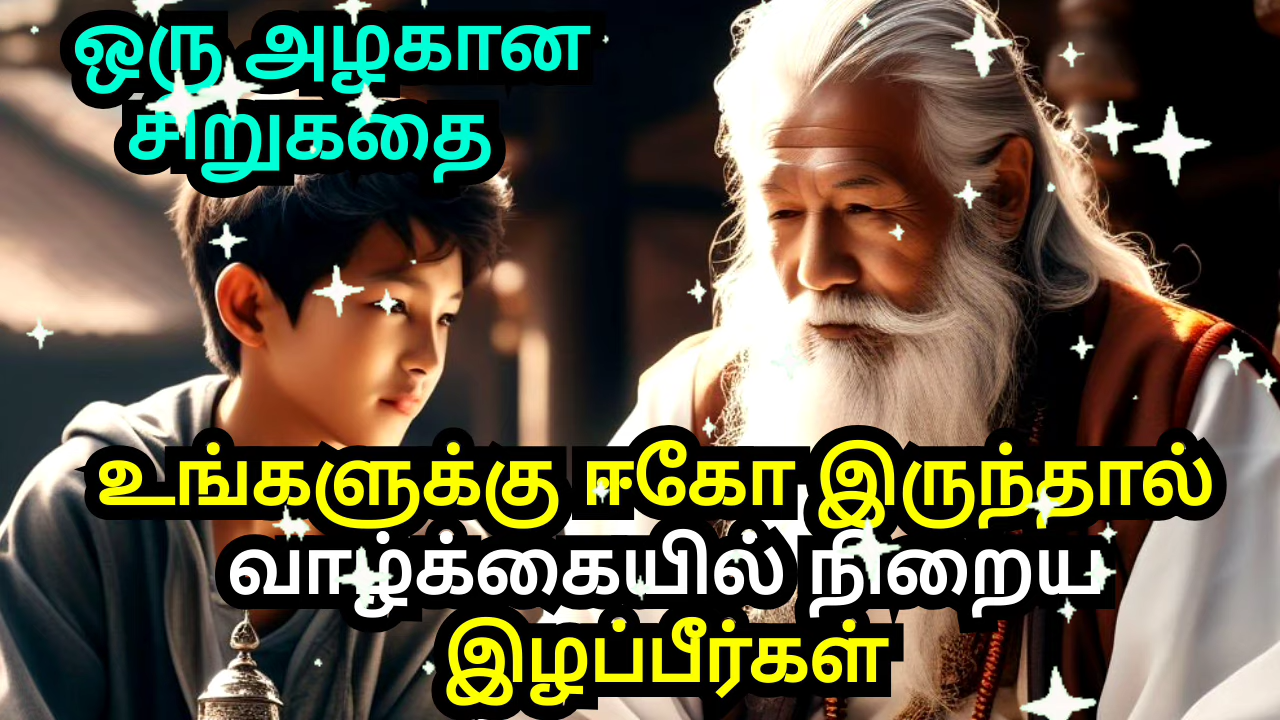 ஒரு அழகான
சிறுகதை
உங்களுக்கு ஈகோ இருந்தால்
வாழ்க்கையில் நிறைய
இழப்பீர்கள்